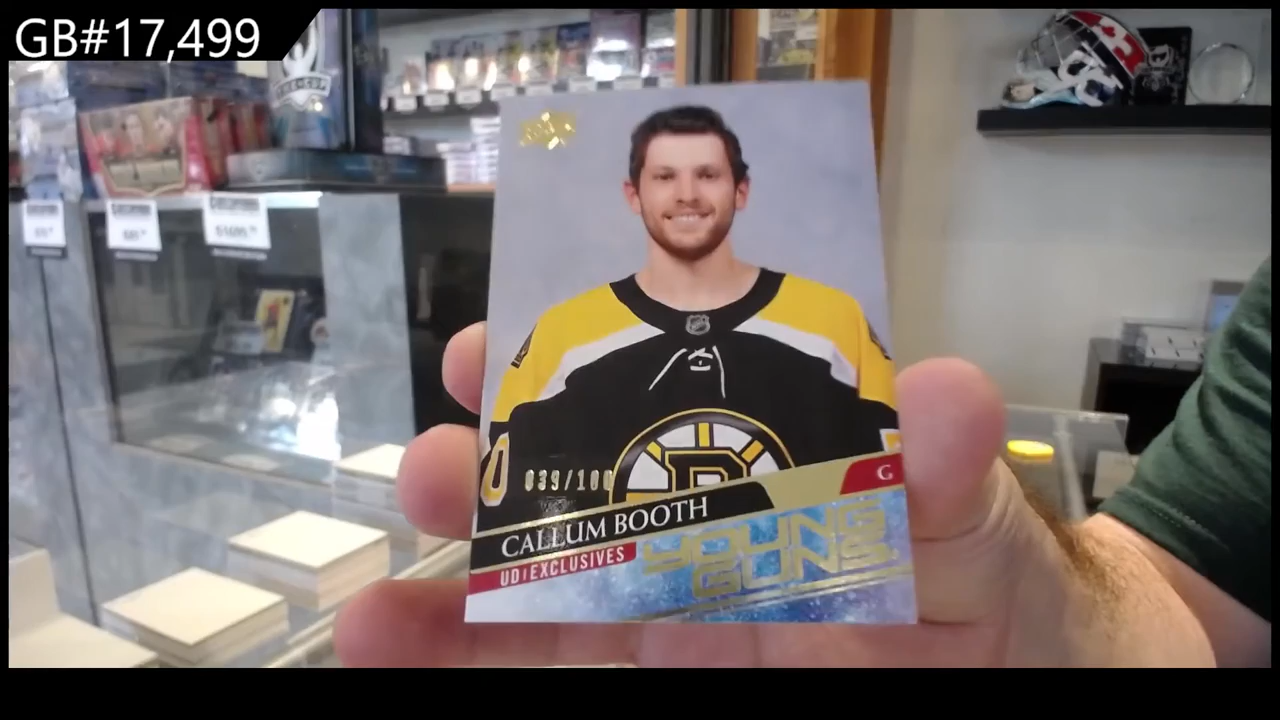 GB#17,499
039/100
G
CALLUM BOOTH
UD EXCLUSIVES
YOUNG
GUNS